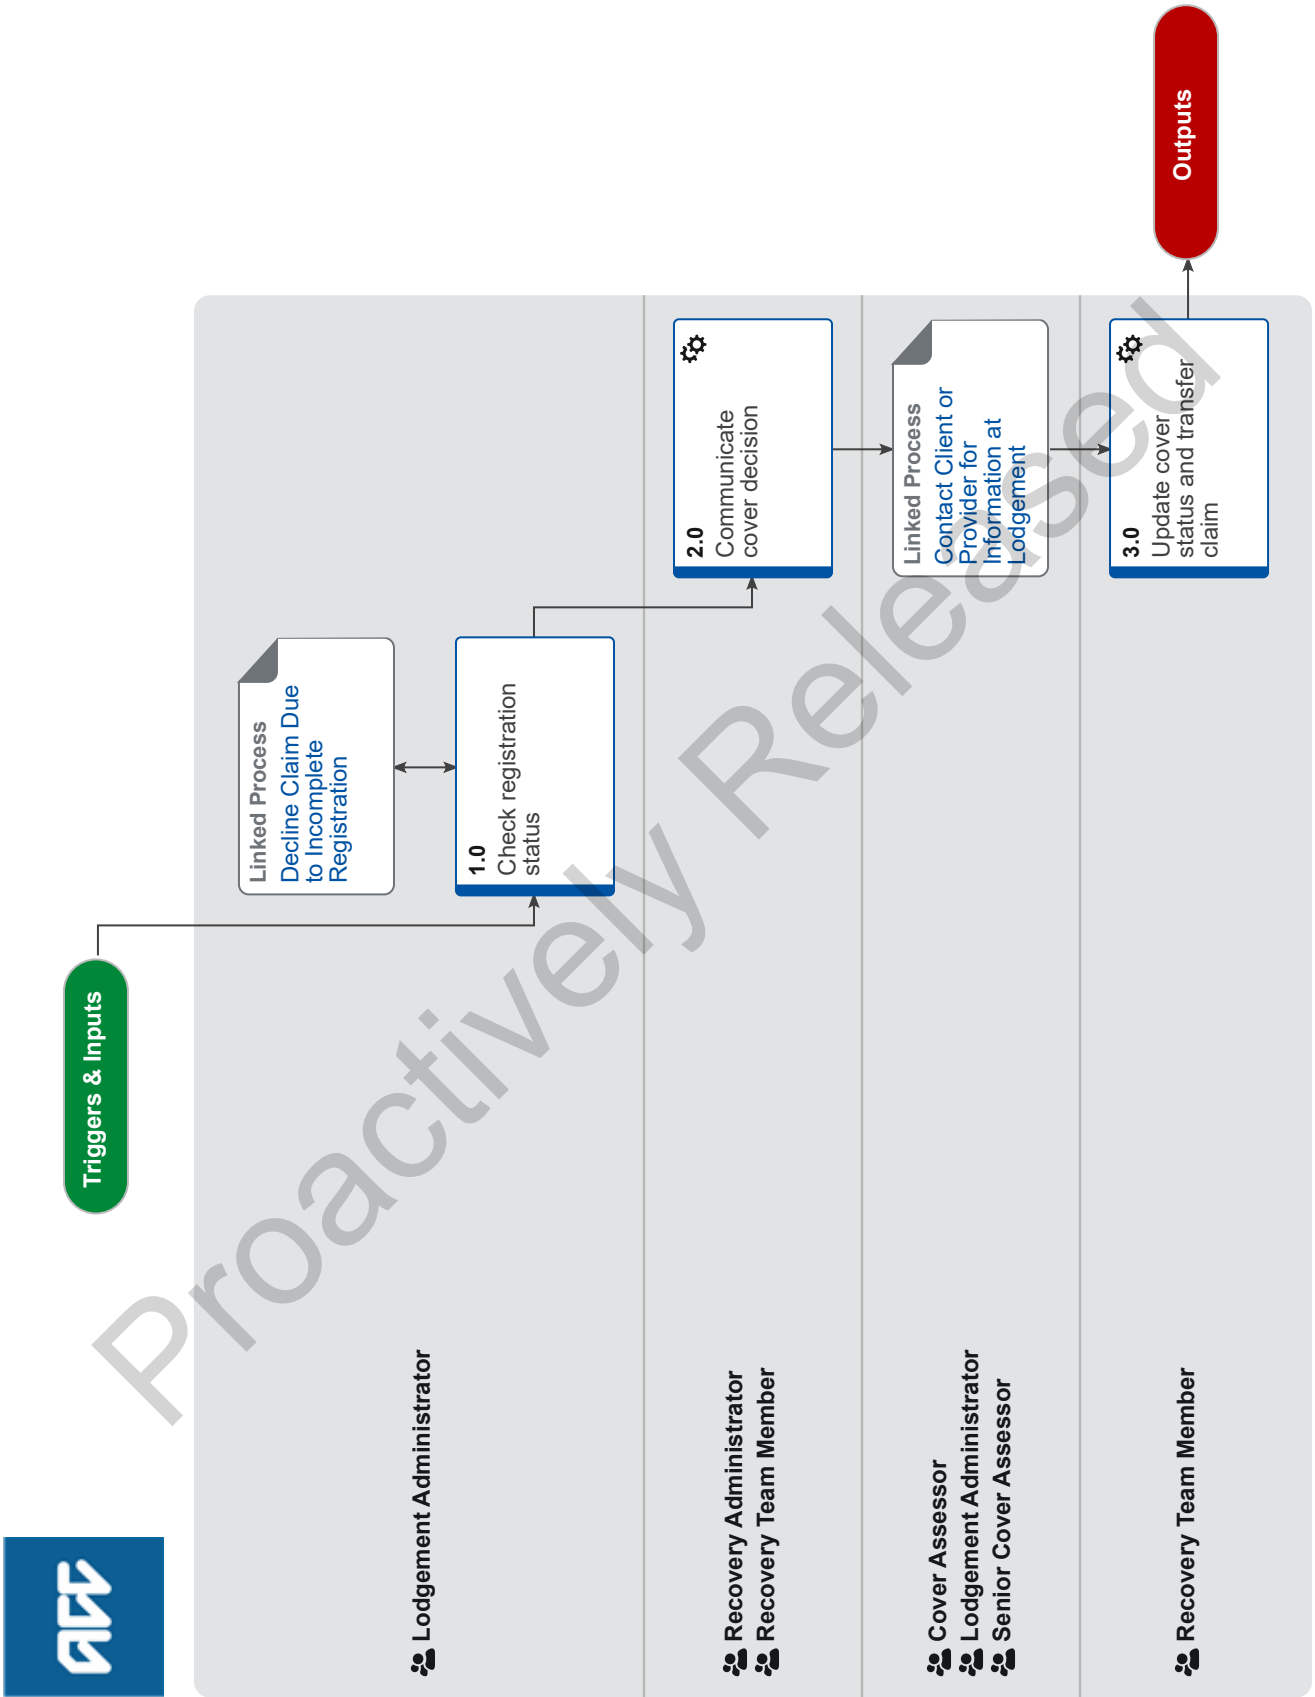 ACC
Triggers & Inputs
Lodgement Administrator
Linked Process
Decline Claim Due
to Incomplete
Registration
1.0
Check registration
status
Recovery Administrator
Recovery Team Member
2.0
Communicate
cover decision
Cover Assessor
Lodgement Administrator
Senior Cover Assessor
Linked Process
Contact Client or
Provider for
Information at
Lodgement
Recovery Team Member
3.0
Update cover
status and transfer
claim
Outputs
Proactively Released